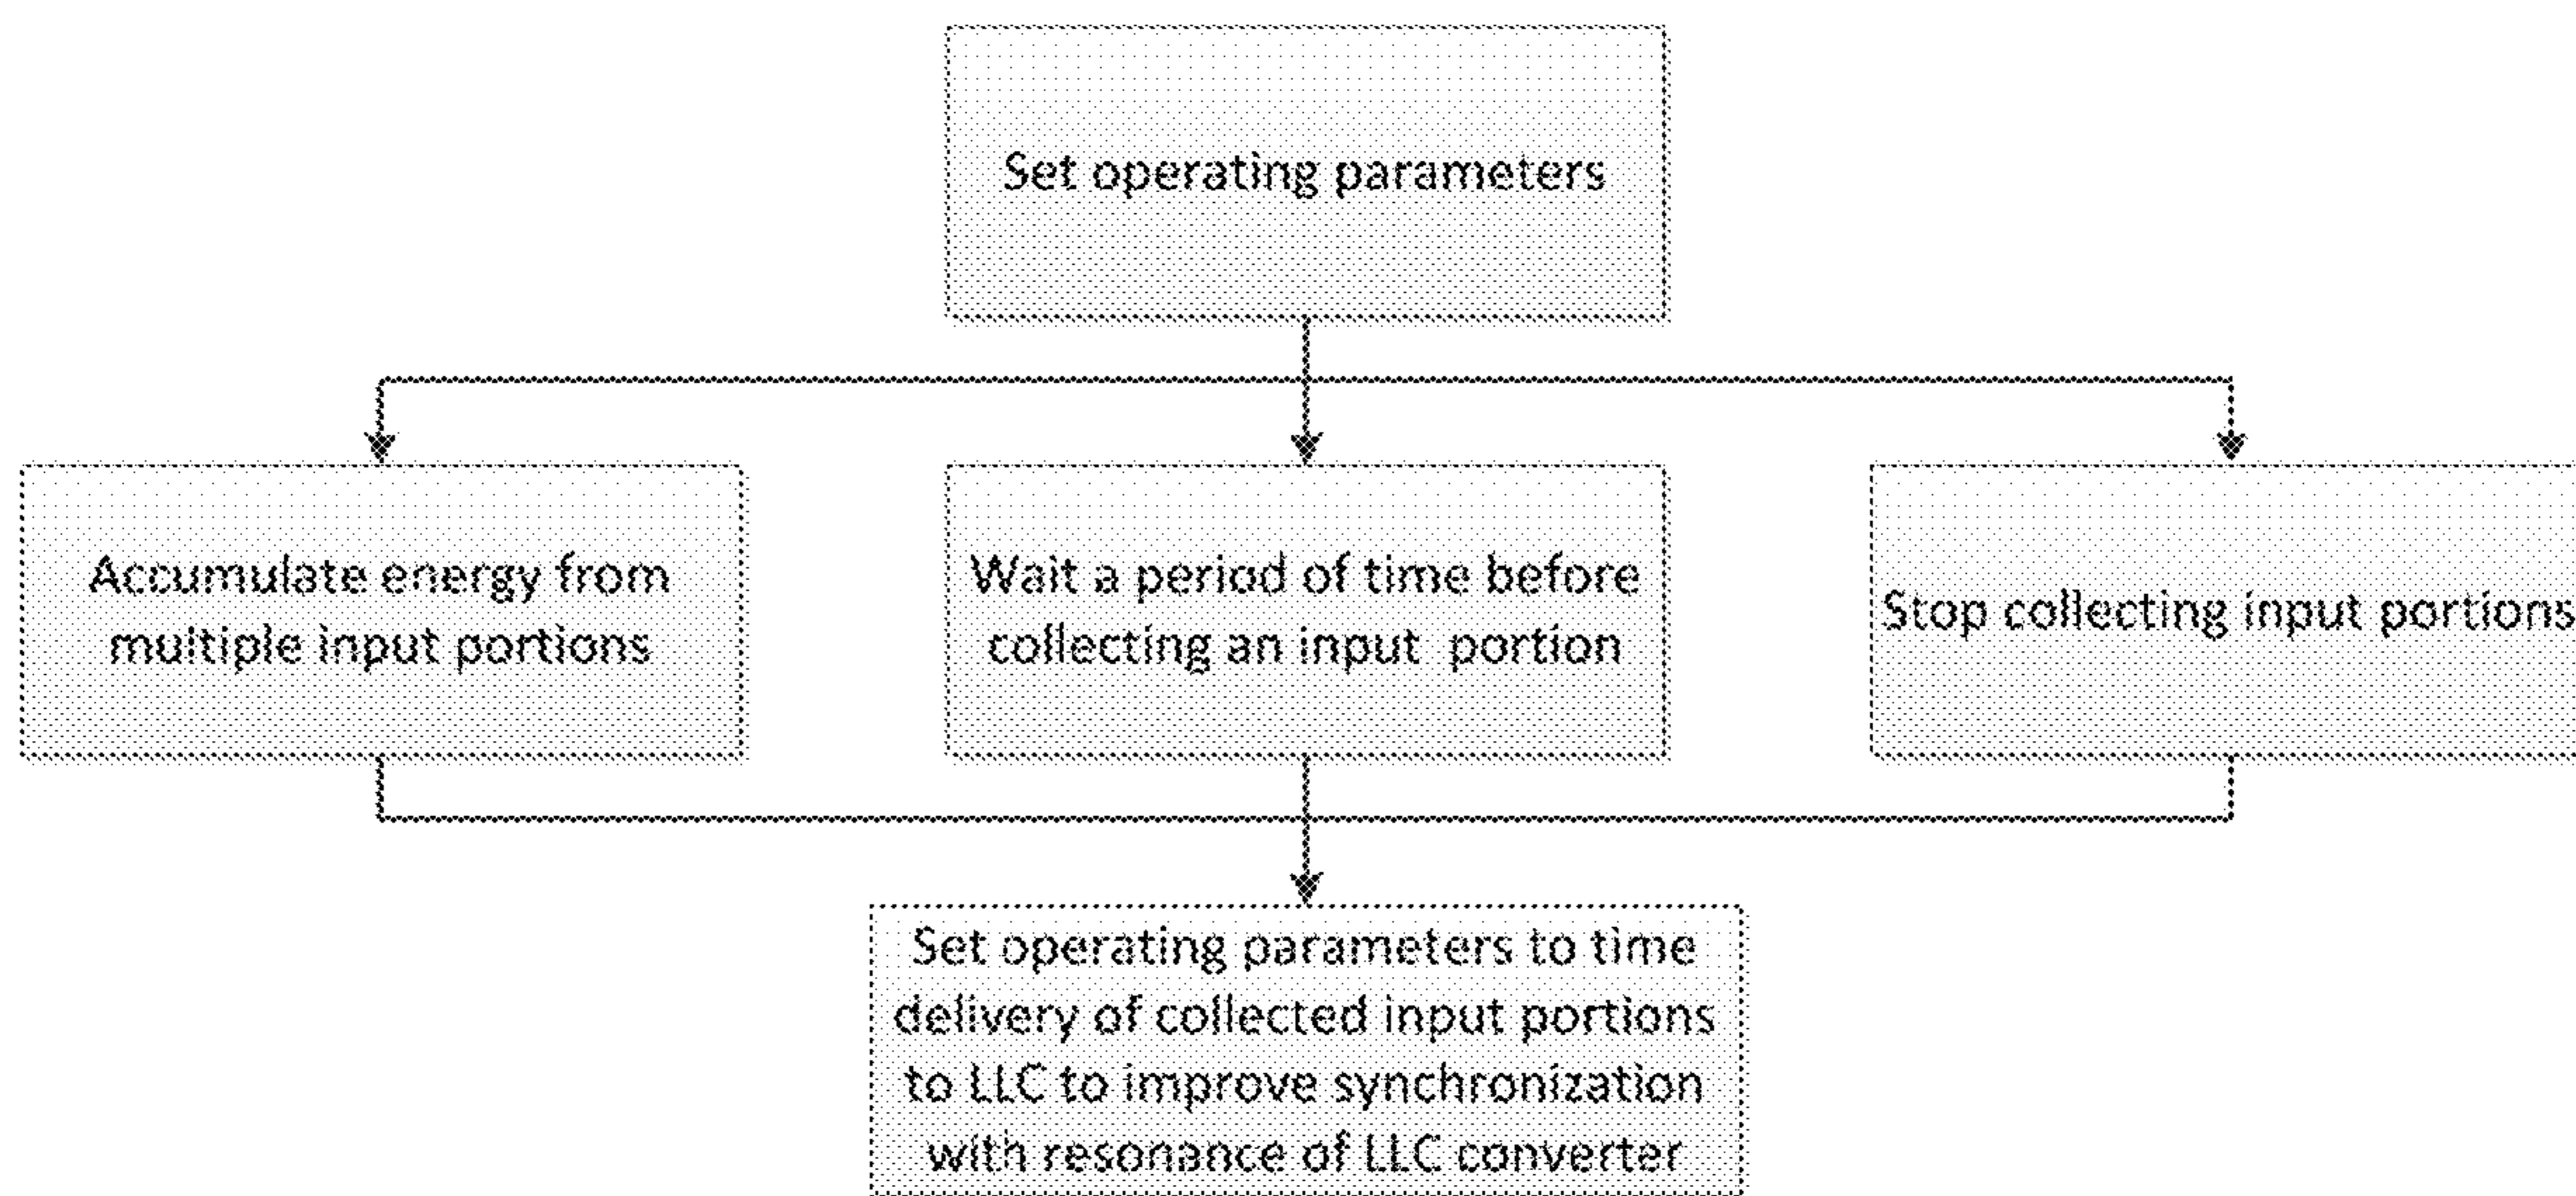 Set operating parameters
Accumulate energy from
multiple input portions
Wait a period of time before
collecting an input portion
Stop collecting input portions
Set operating parameters to time
delivery of collected input portions
to LLC to improve synchronization
with resonance of LLC converter